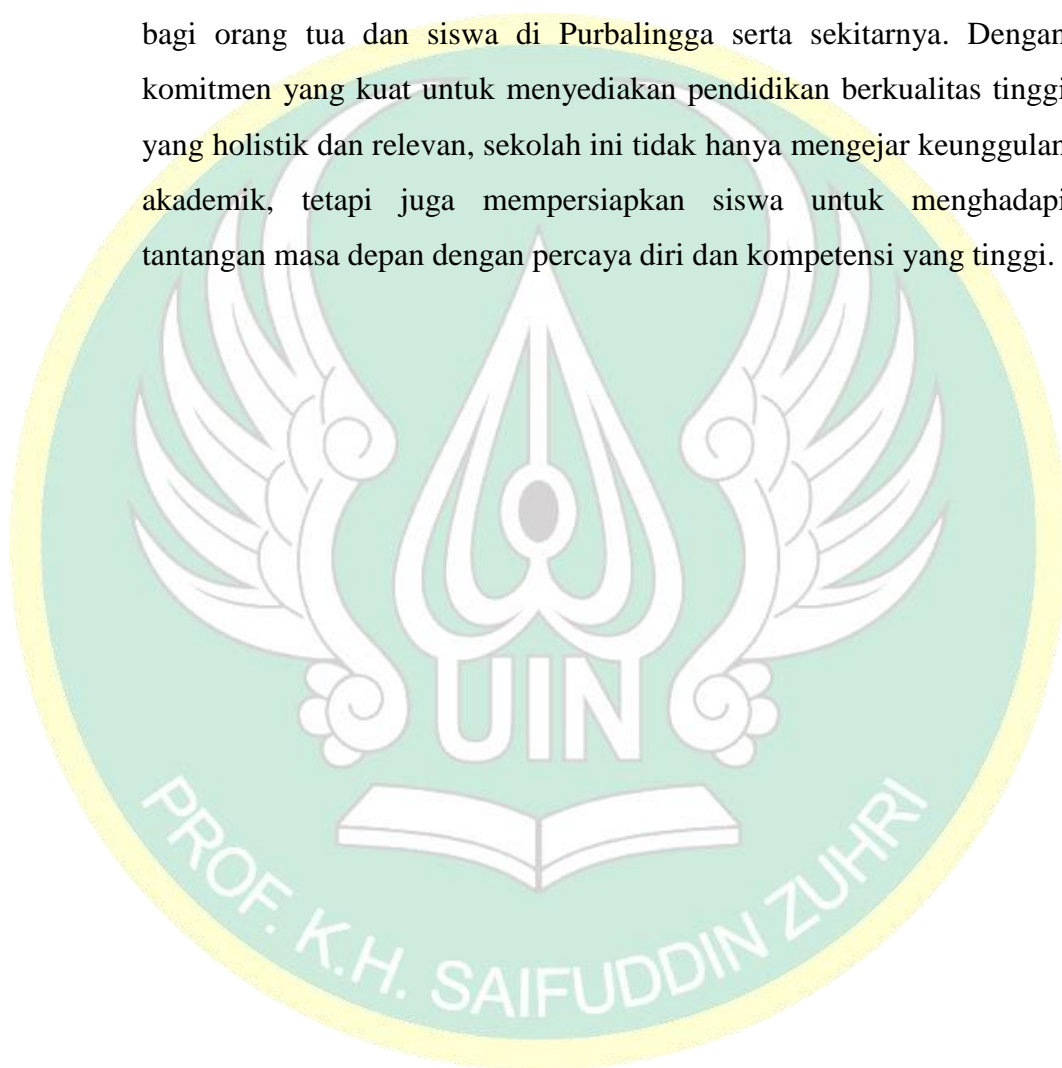 bagi orang tua dan siswa di Purbalingga serta sekitarnya. Dengan
komitmen yang kuat untuk menyediakan pendidikan berkualitas tinggi
yang holistik dan relevan, sekolah ini tidak hanya mengejar keunggulan
akademik, tetapi juga mempersiapkan siswa untuk menghadapi
tantangan masa depan dengan percaya diri dan kompetensi yang tinggi.
UIN
PROF. K.H. SAIFUDDIN ZUHRI